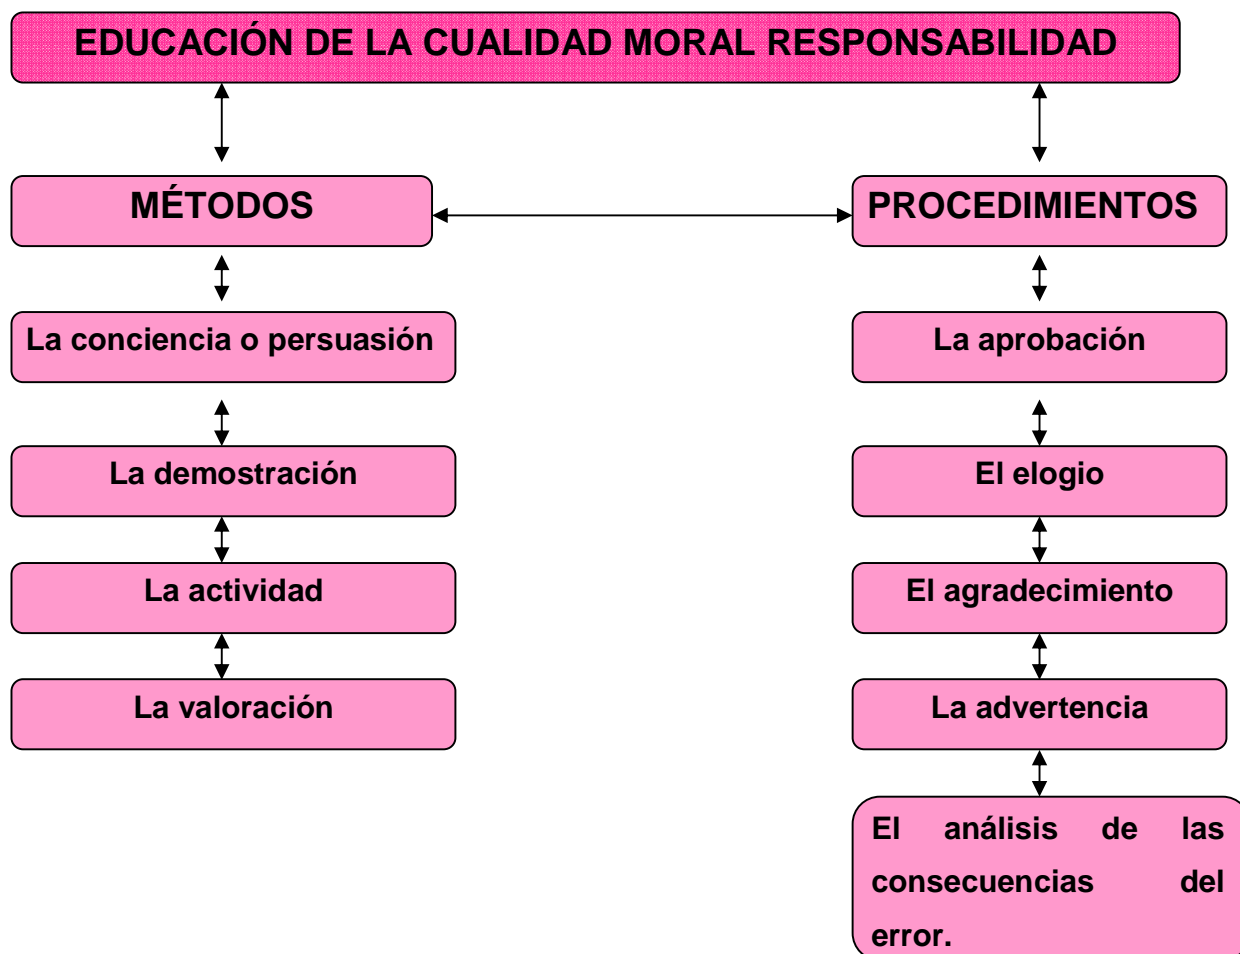 EDUCACIÓN DE LA CUALIDAD MORAL RESPONSABILIDAD
MÉTODOS
PROCEDIMIENTOS
La conciencia o persuasión
La aprobación
La demostración
El elogio
La actividad
El agradecimiento
La valoración
La advertencia
El análisis de las
consecuencias del
error.